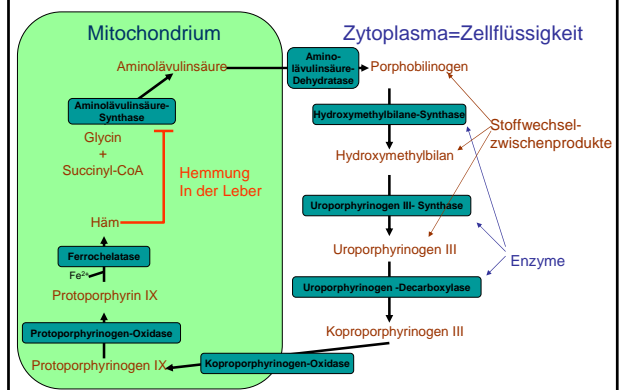 Mitochondrium
Zytoplasma=Zellflüssigkeit
Aminolävulinsäure
Amino-
lävulinsäure-
Dehydratase
Porphobilinogen
Aminolävulinsäure-
Synthase
Hydroxymethylbilane-Synthase
Glycin
+
Succinyl-CoA
Stoffwechsel-
zwischenprodukte
Hydroxymethylbilan
Hemmung
In der Leber
Uroporphyrinogen III- Synthase
Häm
Uroporphyrinogen III
Ferrochelatase
Enzyme
Fe²⁺
Uroporphyrinogen -Decarboxylase
Protoporphyrin IX
Protoporphyrinogen-Oxidase
Koproporphyrinogen III
Protoporphyrinogen IX
Koproporphyrinogen-Oxidase